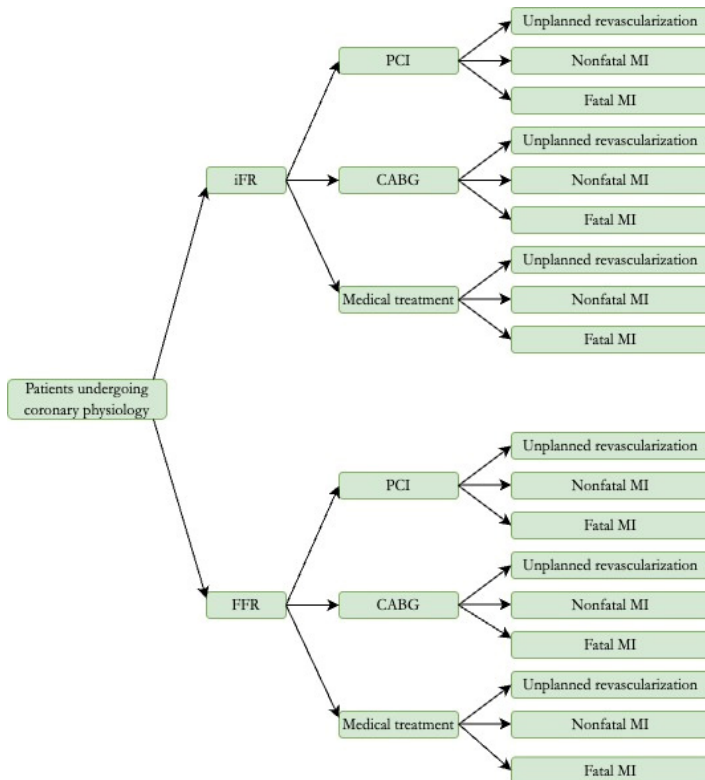 Unplanned revascularization
PCI
Nonfatal MI
Fatal MI
Unplanned revascularization
iFR
CABG
Nonfatal MI
Fatal MI
Unplanned revascularization
Medical treatment
Nonfatal MI
Fatal MI
Patients undergoing
coronary physiology
Unplanned revascularization
PCI
Nonfatal MI
Fatal MI
Unplanned revascularization
FFR
CABG
Nonfatal MI
Fatal MI
Unplanned revascularization
Medical treatment
Nonfatal MI
Fatal MI